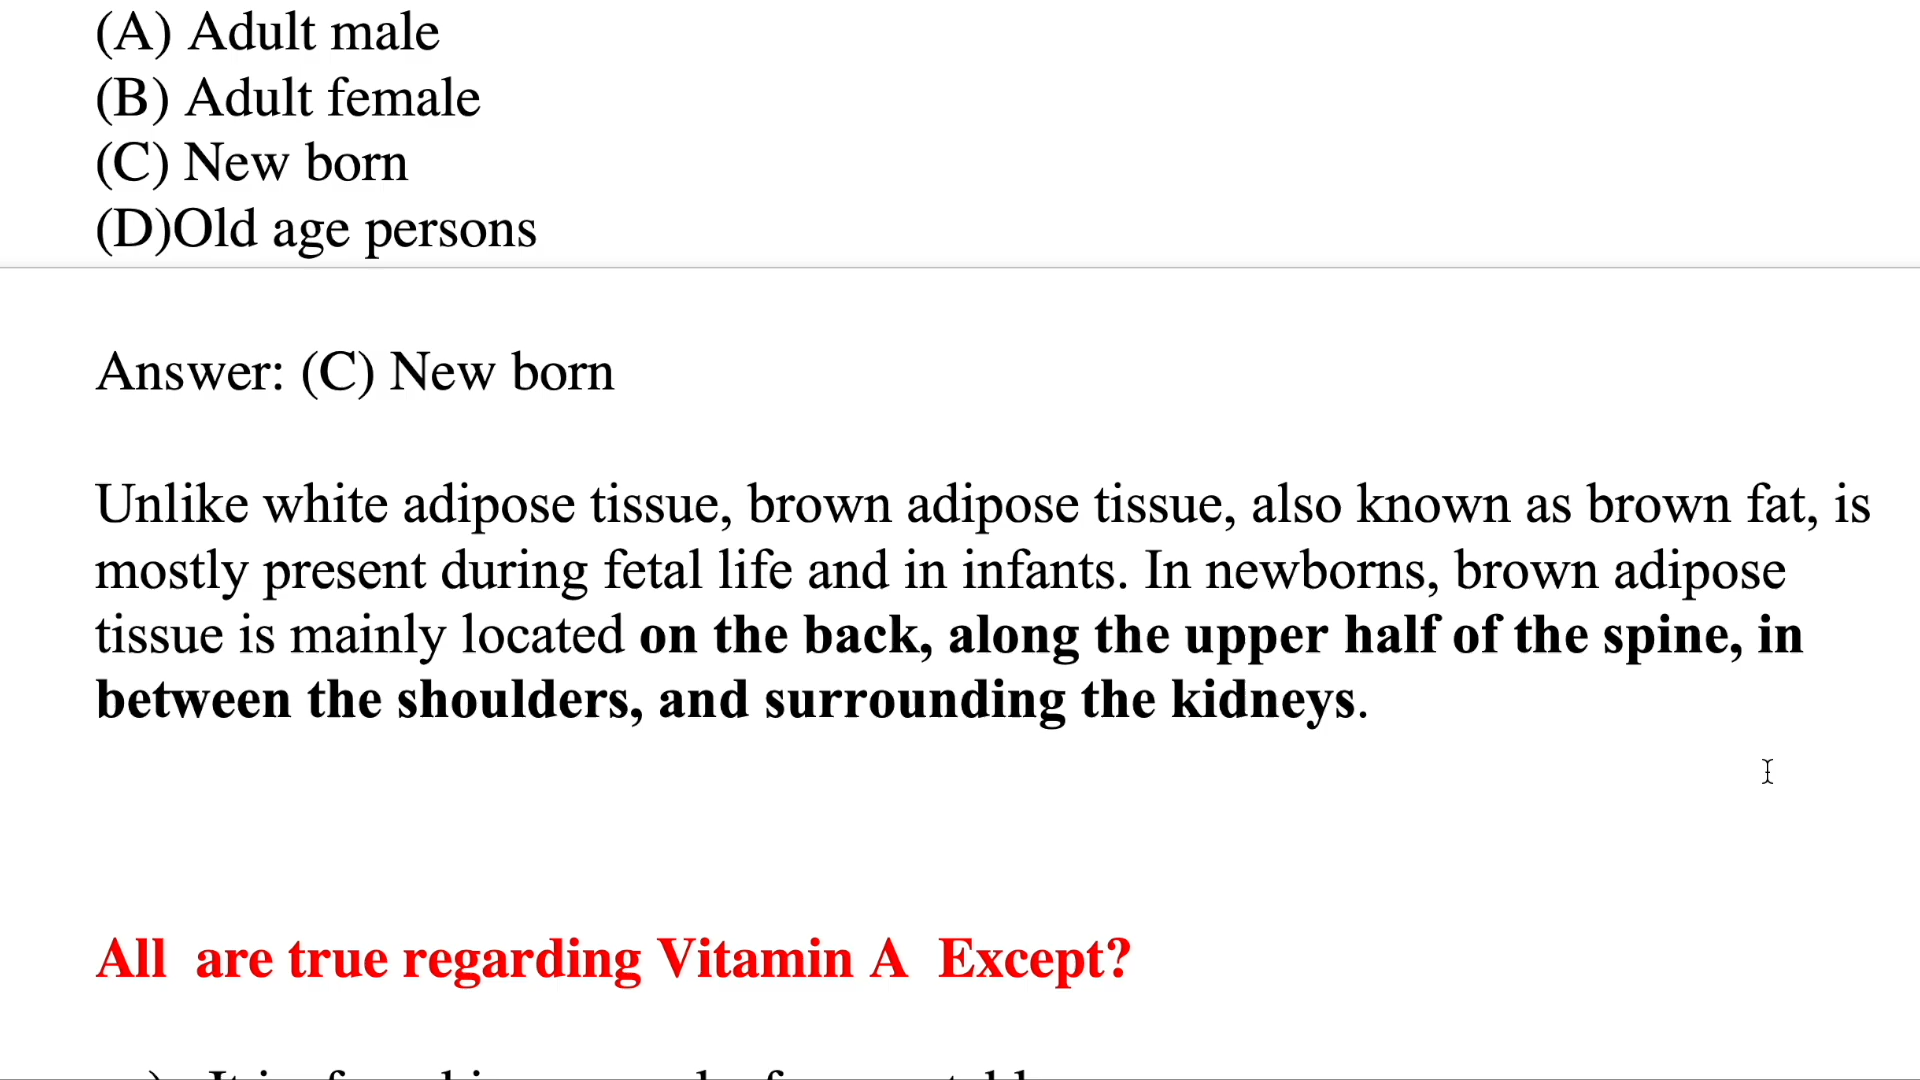 (A) Adult male
(B) Adult female
(C) New born
(D)Old age persons
Answer: (C) New born
Unlike white adipose tissue, brown adipose tissue, also known as brown fat, is
mostly present during fetal life and in infants. In newborns, brown adipose
tissue is mainly located on the back, along the upper half of the spine, in
between the shoulders, and surrounding the kidneys.
All are true regarding Vitamin A Except?